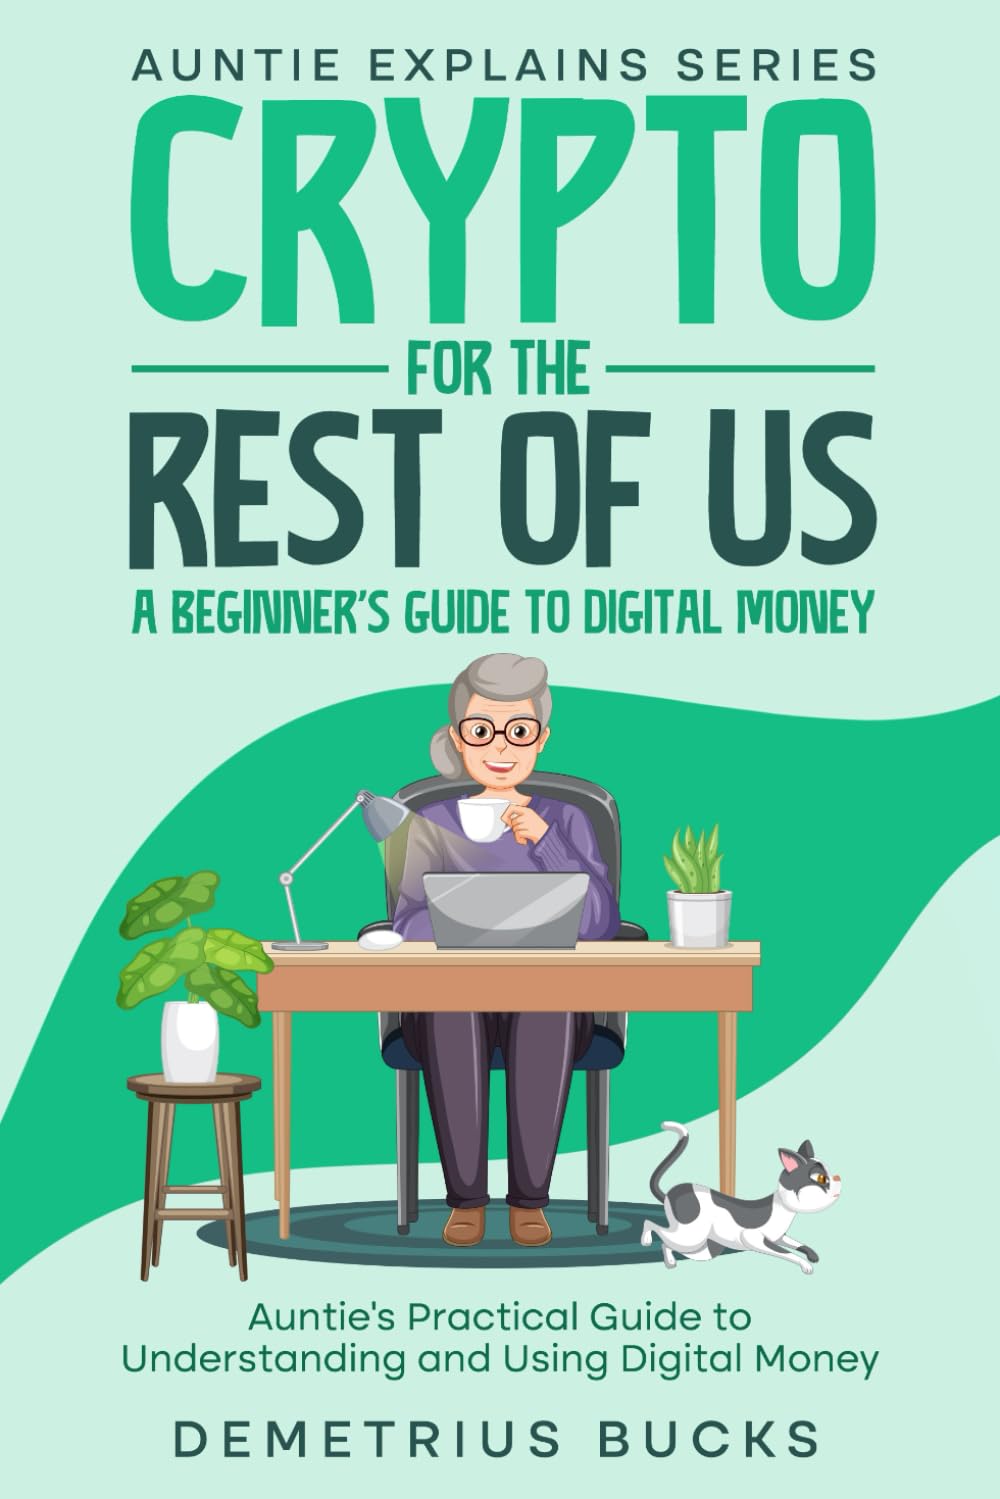 AUNTIE EXPLAINS SERIES
CRYPTO
FOR THE
REST OF US
A BEGINNER'S GUIDE TO DIGITAL MONEY
Auntie's Practical Guide to
Understanding and Using Digital Money
DEMETRIUS BUCKS